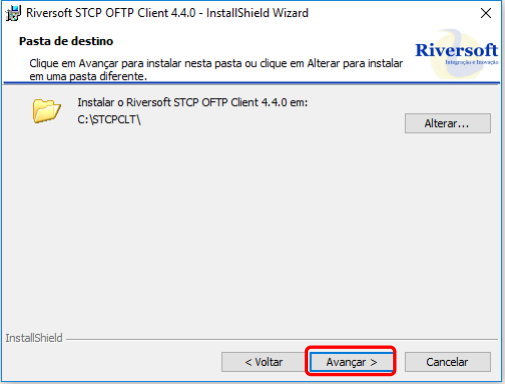 Riversoft STCP OFTP Client 4.4.0 - InstallShield Wizard
Pasta de destino
Clique em Avançar para instalar nesta pasta ou clique em Alterar para instalar
em uma pasta diferente.
Riversoft
Integração e Inovação
Instalar o Riversoft STCP OFTP Client 4.4.0 em:
C:\STCPCLT\
Alterar...
InstallShield
< Voltar
Avançar >
Cancelar